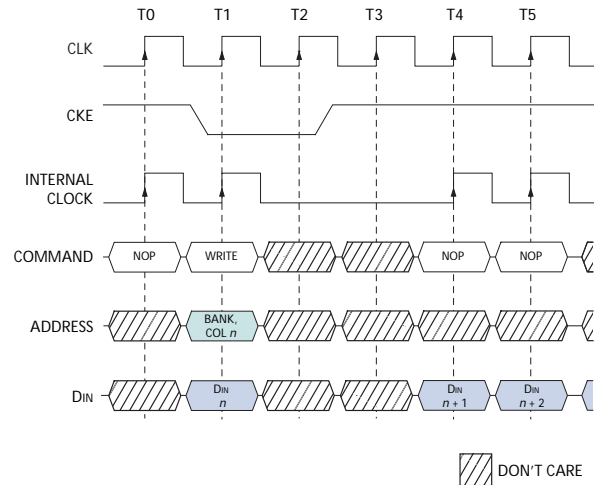 T0 T1 T2 T3 T4 T5
CLK
CKE
INTERNAL
CLOCK
COMMAND NOP WRITE NOP NOP
ADDRESS BANK,
COL n
DIN DIN
n DIN
n + 1 DIN
n + 2
DON'T CARE